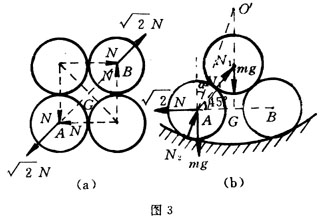 √2 N
N
N
B
G
N
A
N
√2 N
(a)
O'
N₁
mg
α
√2
N
45°
A
G
B
N₂
mg
(b)
图 3